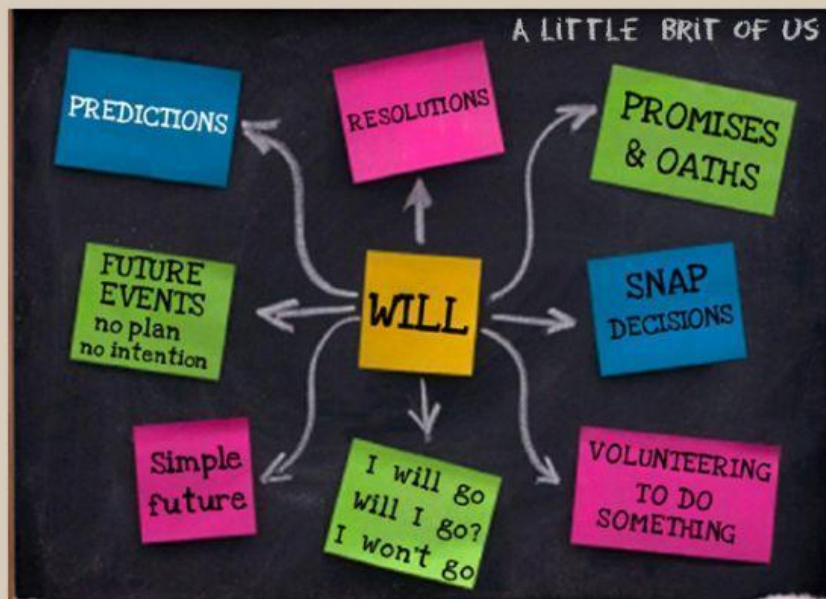 A LITTLE BRIT OF US
PREDICTIONS
RESOLUTIONS
PROMISES
& OATHS
FUTURE
EVENTS
no plan
no intention
WILL
SNAP
DECISIONS
Simple
future
I will go
Will I go?
I won't go
VOLUNTEERING
TO DO
SOMETHING